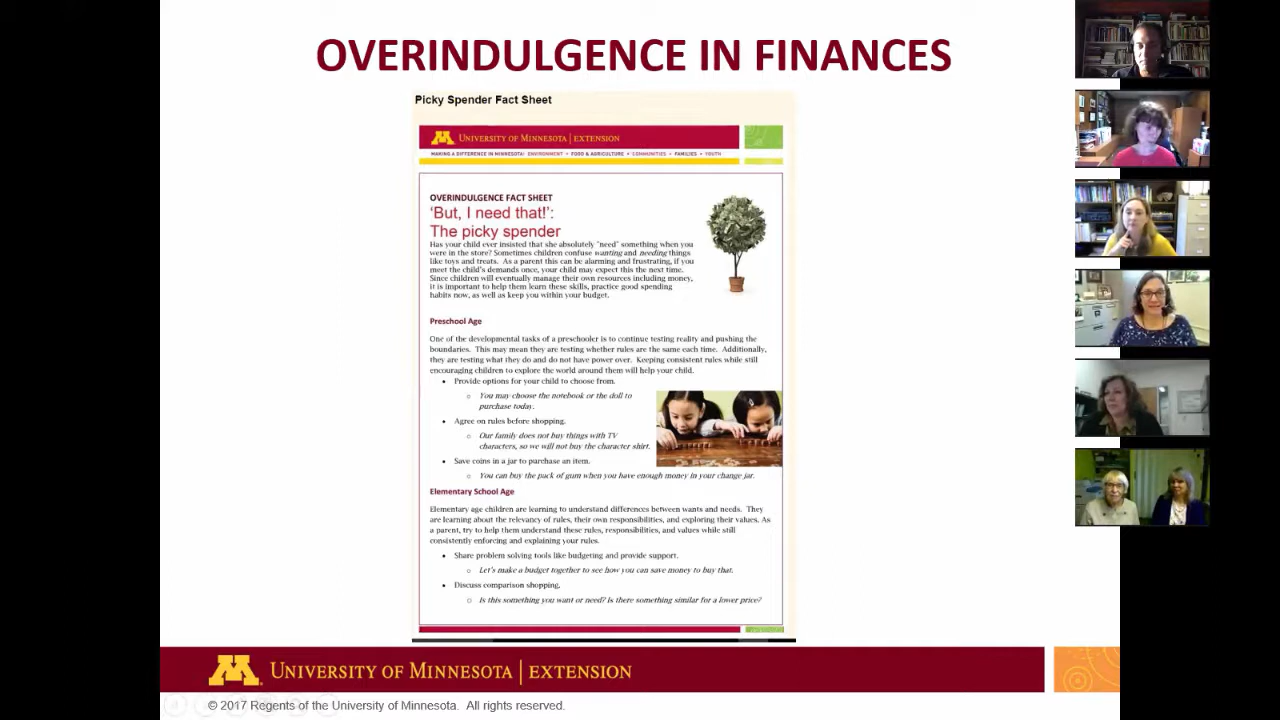 OVERINDULGENCE IN FINANCES
Picky Spender Fact Sheet
UNIVERSITY OF MINNESOTA | EXTENSION
MAKING A DIFFERENCE IN MINNESOTA: ENVIRONMENT • FOOD & AGRICULTURE • COMMUNITIES • FAMILIES • YOUTH
OVERINDULGENCE FACT SHEET
'But, I need that!':
The picky spender
Has your child ever insisted that she absolutely "need" something when you
were in the store? Sometimes children confuse wanting and needing things
like toys and treats. As a parent this can be alarming and frustrating, if you
meet the child's demands once, your child may expect this the next time.
Since children will eventually manage their own resources including money,
it is important to help them learn these skills, practice good spending
habits now, as well as keep you within your budget.
Preschool Age
One of the developmental tasks of a preschooler is to continue testing reality and pushing the
boundaries. This may mean they are testing whether rules are the same each time. Additionally,
they are testing what they do and do not have power over. Keeping consistent rules while still
encouraging children to explore the world around them will help your child.
• Provide options for your child to choose from.
o You may choose the notebook or the doll to
purchase today.
• Agree on rules before shopping.
o Our family does not buy things with TV
characters, so we will not buy the character shirt.
• Save coins in a jar to purchase an item.
o You can buy the pack of gum when you have enough money in your change jar.
Elementary School Age
Elementary age children are learning to understand differences between wants and needs. They
are learning about the relevancy of rules, their own responsibilities, and exploring their values. As
a parent, try to help them understand these rules, responsibilities, and values while still
consistently enforcing and explaining your rules.
• Share problem solving tools like budgeting and provide support.
o Let's make a budget together to see how you can save money to buy that.
• Discuss comparison shopping.
o Is this something you want or need? Is there something similar for a lower price?
UNIVERSITY OF MINNESOTA | EXTENSION
© 2017 Regents of the University of Minnesota. All rights reserved.